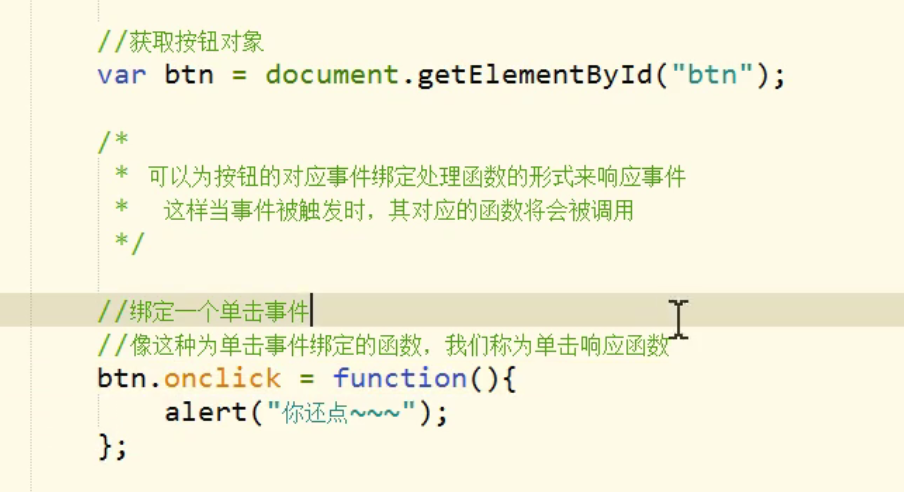 //获取按钮对象
var btn = document.getElementById("btn");
/*
* 可以为按钮的对应事件绑定处理函数的形式来响应事件
* 这样当事件被触发时，其对应的函数将会被调用
*/
//绑定一个单击事件
//像这种为单击事件绑定的函数，我们称为单击响应函数
btn.onclick = function(){
alert("你还点~~~");
};